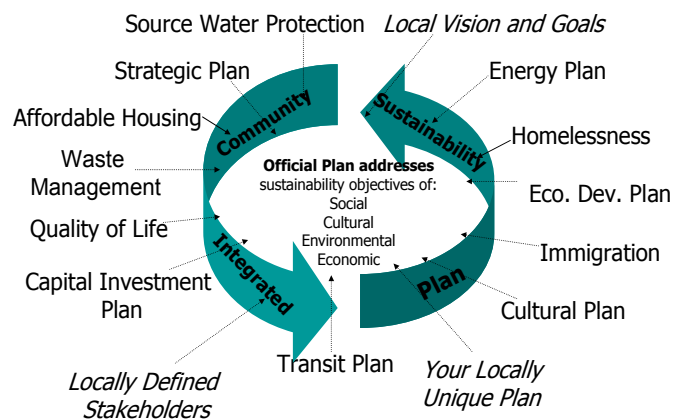 Source Water Protection
Local Vision and Goals
Strategic Plan
Energy Plan
Community
Sustainability
Affordable Housing
Homelessness
Waste
Management
Official Plan addresses
sustainability objectives of:
Social
Cultural
Environmental
Economic
Eco. Dev. Plan
Quality of Life
Immigration
Integrated
Plan
Capital Investment
Plan
Cultural Plan
Transit Plan
Locally Defined
Stakeholders
Your Locally
Unique Plan